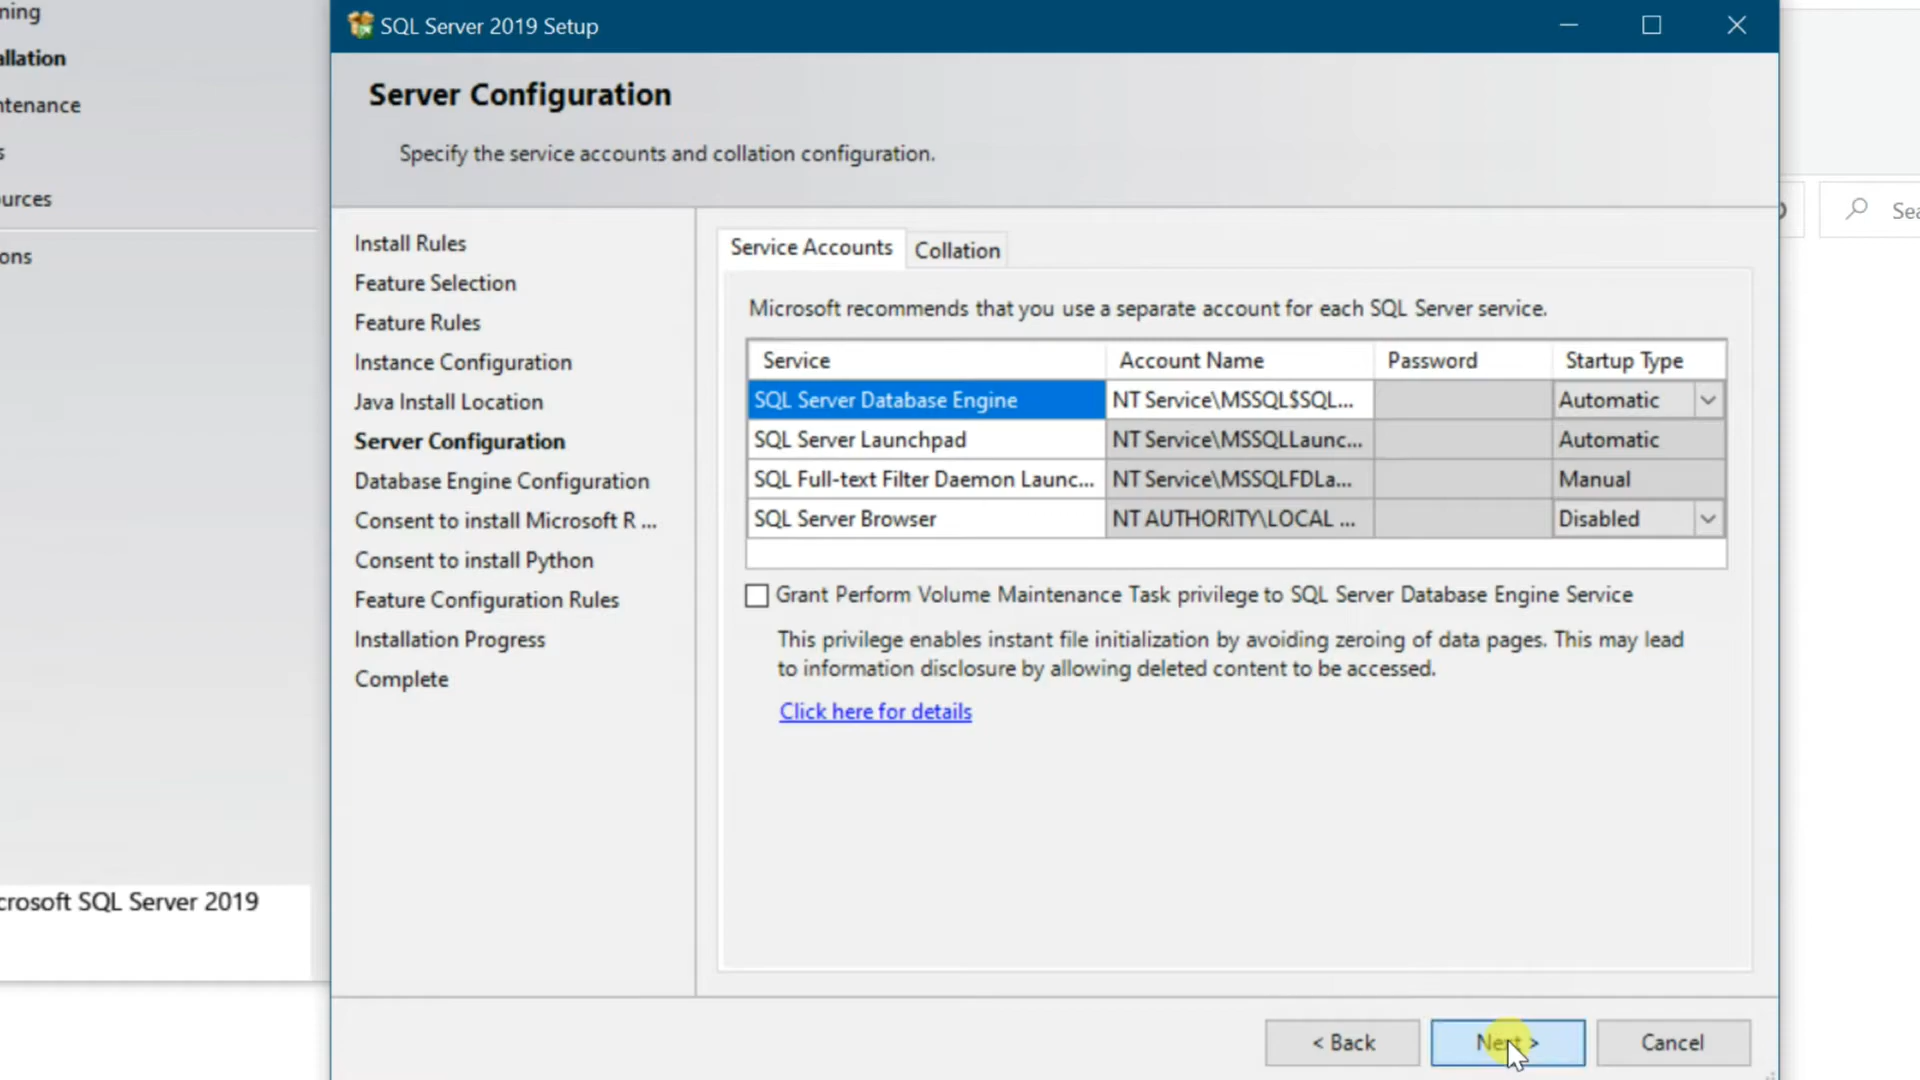 ning
allation
ntenance
s
ources
ons
crosoft SQL Server 2019
SQL Server 2019 Setup
Server Configuration
Specify the service accounts and collation configuration.
Install Rules
Feature Selection
Feature Rules
Instance Configuration
Java Install Location
Server Configuration
Database Engine Configuration
Consent to install Microsoft R ...
Consent to install Python
Feature Configuration Rules
Installation Progress
Complete
Service Accounts Collation
Microsoft recommends that you use a separate account for each SQL Server service.
Service Account Name Password Startup Type
SQL Server Database Engine NT Service\MSSQL$SQL... Automatic
SQL Server Launchpad NT Service\MSSQLLaunc... Automatic
SQL Full-text Filter Daemon Launc... NT Service\MSSQLFDLa... Manual
SQL Server Browser NT AUTHORITY\LOCAL ... Disabled
Grant Perform Volume Maintenance Task privilege to SQL Server Database Engine Service
This privilege enables instant file initialization by avoiding zeroing of data pages. This may lead
to information disclosure by allowing deleted content to be accessed.
Click here for details
< Back Next > Cancel
Sea